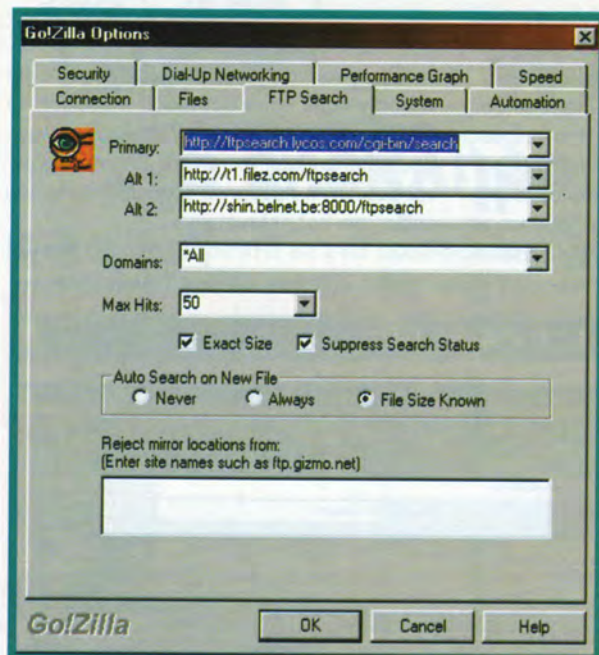 Go!Zilla Options
Security Dial-Up Networking Performance Graph Speed
Connection Files FTP Search System Automation
Primary: http://ftpsearch.lycos.com/cgi-bin/search
Alt 1: http://t1.filez.com/ftpsearch
Alt 2: http://shin.belnet.be:8000/ftpsearch
Domains: *All
Max Hits: 50
Exact Size Suppress Search Status
Auto Search on New File
Never Always File Size Known
Reject mirror locations from:
(Enter site names such as ftp.gizmo.net)
Go!Zilla OK Cancel Help